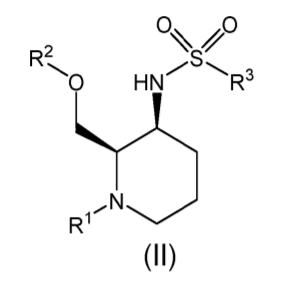 O O
R² S
O HN R³
N
R¹
(II)